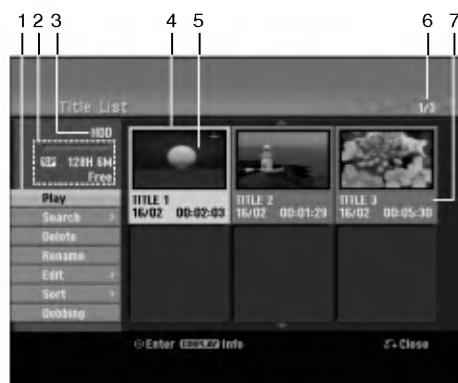 1 2 3 4 5 6 7
Title List
1/3
HDD
SEP 128H 6M
Free
Play
Search >
Delete
Rename
Edit >
Sort >
Dubbing
TITLE 1
16/02 00:02:03
TITLE 2
16/02 00:01:29
TITLE 3
16/02 00:05:30
Enter DISPLAY Info
Close